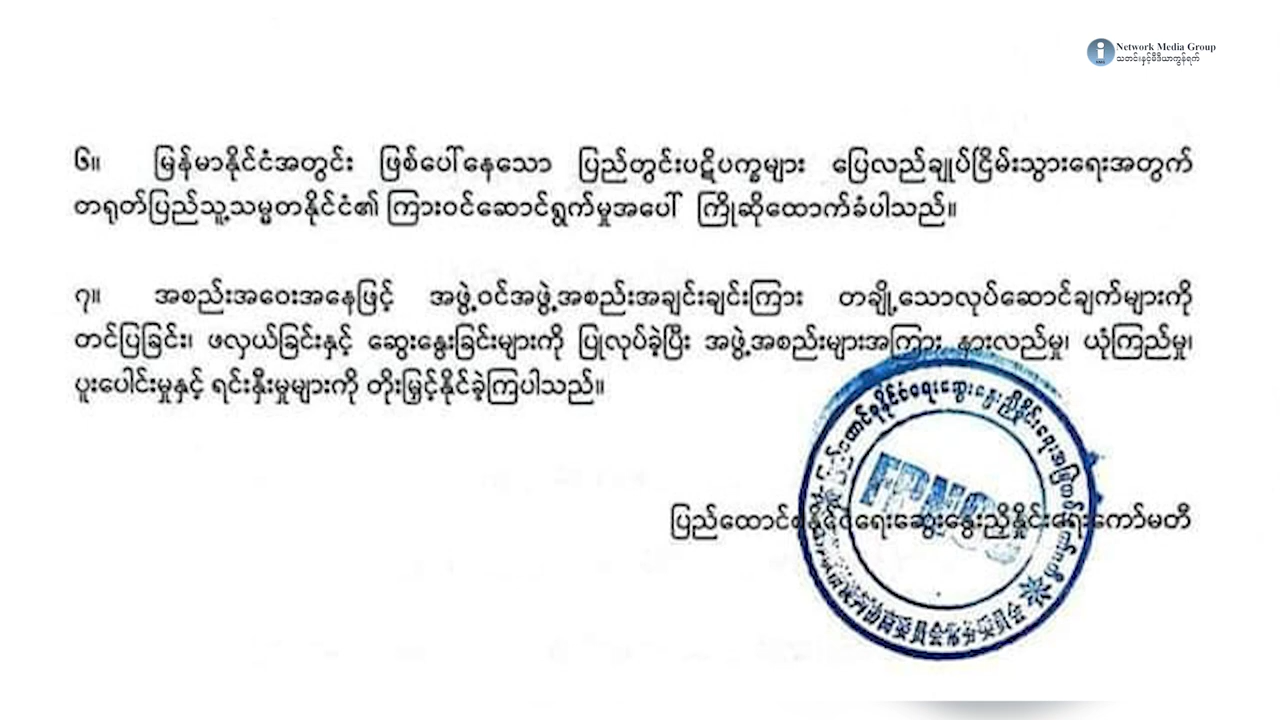 Network Media Group
သတင်းနှင့်မီဒီယာကွန်ရက်
၆။ မြန်မာနိုင်ငံအတွင်း ဖြစ်ပေါ်နေသော ပြည်တွင်းပဋိပက္ခများ ပြေလည်ချုပ်ငြိမ်းသွားရေးအတွက်
တရုတ်ပြည်သူ့သမ္မတနိုင်ငံ၏ ကြားဝင်ဆောင်ရွက်မှုအပေါ် ကြိုဆိုထောက်ခံပါသည်။
၇။ အစည်းအဝေးအနေဖြင့် အဖွဲ့ဝင်အဖွဲ့အစည်းအချင်းချင်းကြား တချို့သောလုပ်ဆောင်ချက်များကို
တင်ပြခြင်း၊ ဖလှယ်ခြင်းနှင့် ဆွေးနွေးခြင်းများကို ပြုလုပ်ခဲ့ပြီး အဖွဲ့အစည်းများအကြား နားလည်မှု၊ ယုံကြည်မှု၊
ပူးပေါင်းမှုနှင့် ရင်းနှီးမှုများကို တိုးမြှင့်နိုင်ခဲ့ကြပါသည်။
ပြည်ထောင်စုနိုင်ငံရေးဆွေးနွေးညှိနှိုင်းရေးကော်မတီ
FPNCC